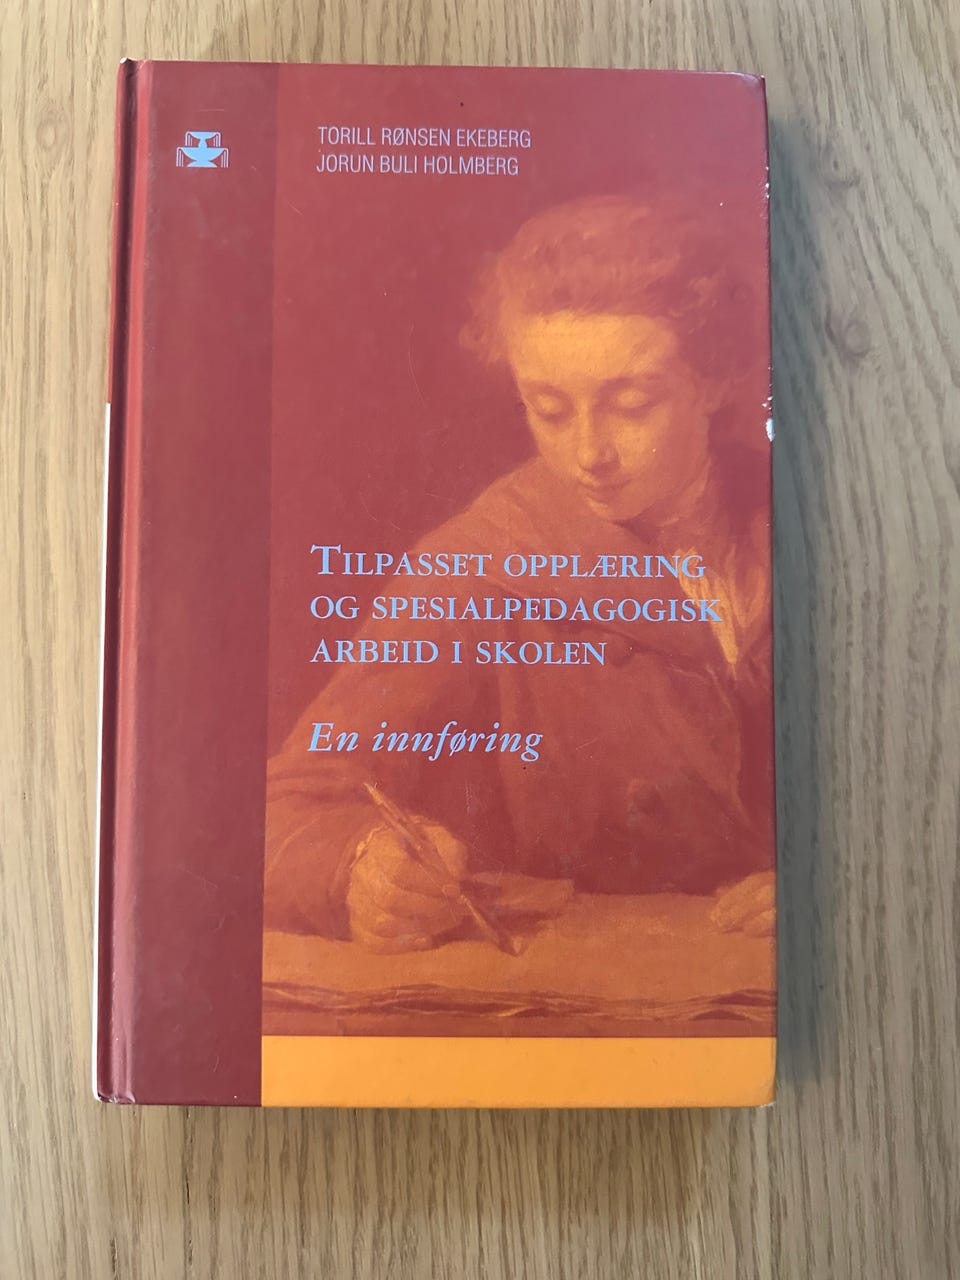 TORILL RØNSEN EKEBERG
JORUN BULI HOLMBERG
TILPASSET OPPLÆRING
OG SPESIALPEDAGOGISK
ARBEID I SKOLEN
En innføring